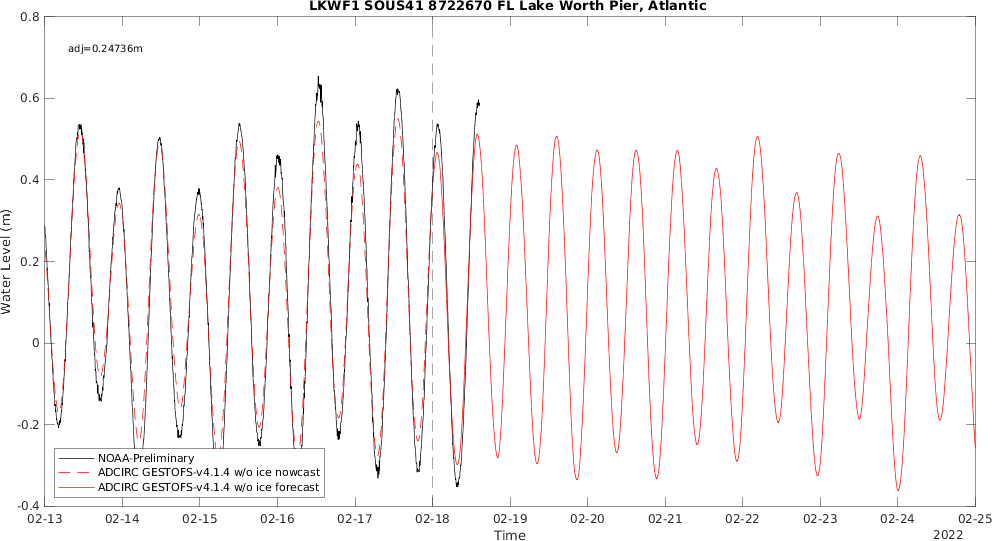 LKWF1 SOUS41 8722670 FL Lake Worth Pier, Atlantic
0.8
0.6
0.4
0.2
0
-0.2
-0.4
Water Level (m)
adj=0.24736m
NOAA-Preliminary
ADCIRC GESTOFS-v4.1.4 w/o ice nowcast
ADCIRC GESTOFS-v4.1.4 w/o ice forecast
02-13 02-14 02-15 02-16 02-17 02-18 02-19 02-20 02-21 02-22 02-23 02-24 02-25
Time
2022